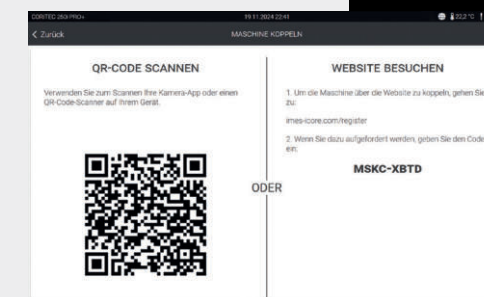 CORITEC 250i PRO+
19.11.2024 22:41
22,2°C
Zurück
MASCHINE KOPPELN
QR-CODE SCANNEN
Verwenden Sie zum Scannen Ihre Kamera-App oder einen
QR-Code-Scanner auf Ihrem Gerät.
ODER
WEBSITE BESUCHEN
1. Um die Maschine über die Website zu koppeln, gehen Sie
zu:
imes-icore.com/register
2. Wenn Sie dazu aufgefordert werden, geben Sie den Code
ein:
MSKC-XBTD